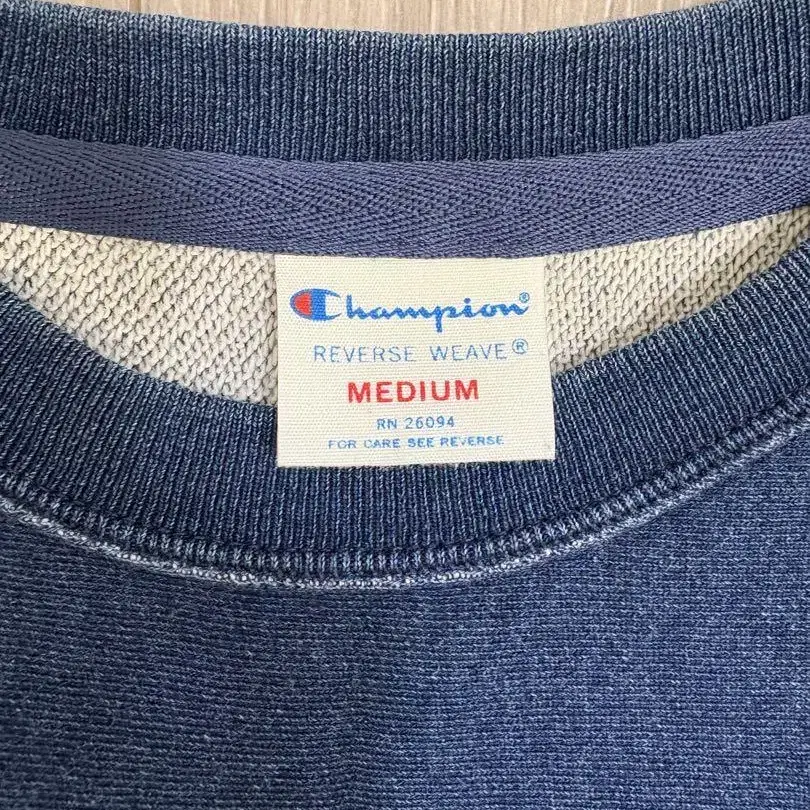 Champion®
REVERSE WEAVE®
MEDIUM
RN 26094
FOR CARE SEE REVERSE